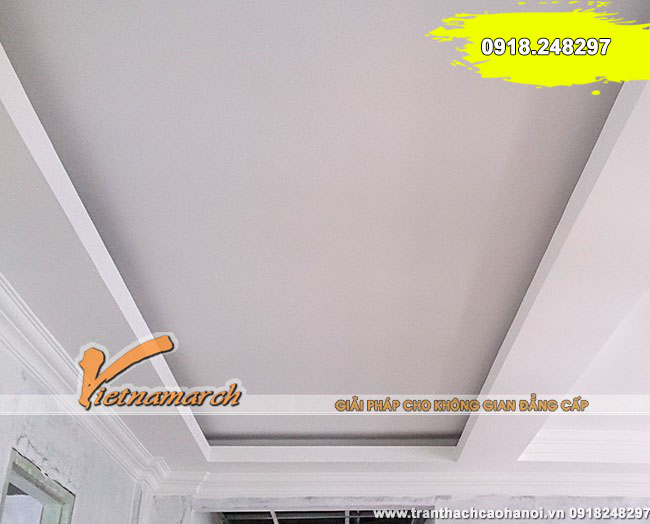 0918.248297
Vietnamarch
GIẢI PHÁP CHO KHÔNG GIAN ĐẲNG CẤP
www.tranthachcaohanoi.vn 0918248297